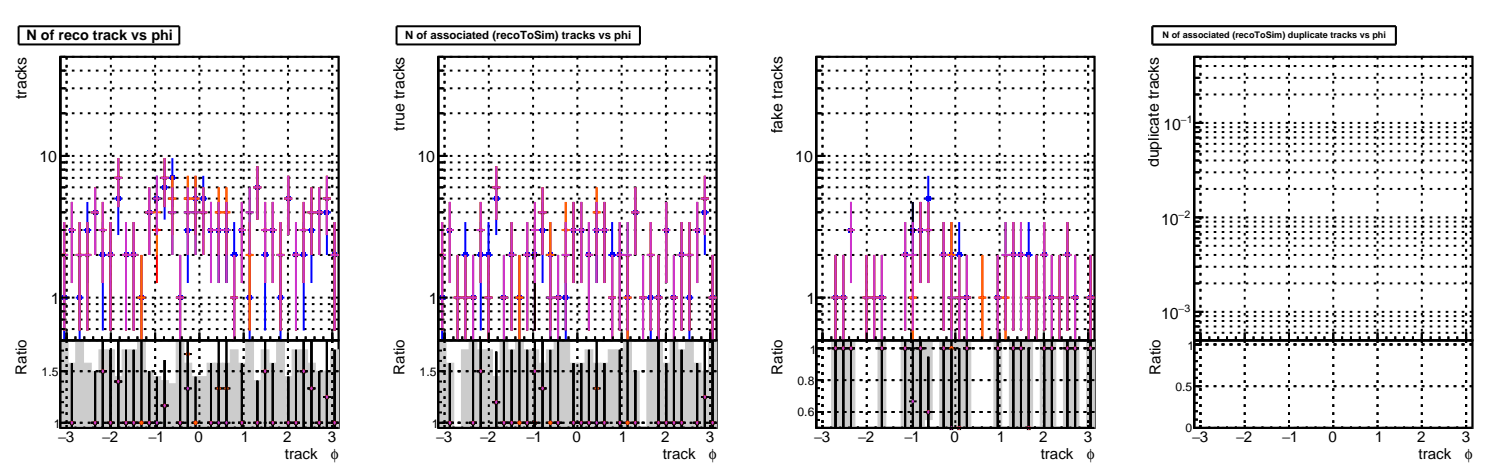 N of reco track vs phi
tracks
10
1
Ratio
1.5
1
−3 −2 −1 0 1 2 3
track φ
N of associated (recoToSim) tracks vs phi
true tracks
10
1
Ratio
1.5
1
−3 −2 −1 0 1 2 3
track φ
fake tracks
10
1
Ratio
1
0.8
0.6
−3 −2 −1 0 1 2 3
track φ
N of associated (recoToSim) duplicate tracks vs phi
duplicate tracks
10⁻¹
10⁻²
10⁻³
Ratio
1
0.5
0
−3 −2 −1 0 1 2 3
track φ